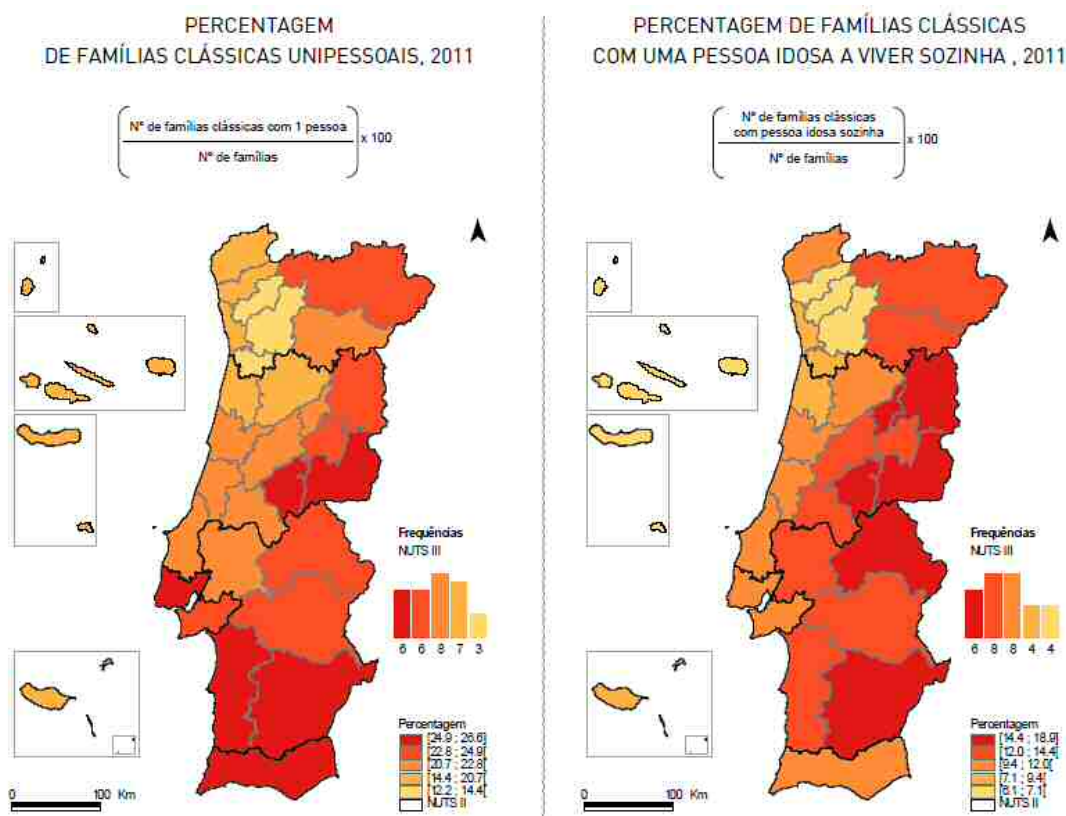 PERCENTAGEM
DE FAMÍLIAS CLÁSSICAS UNIPESSOAIS, 2011
Nº de famílias clássicas com 1 pessoa
Nº de famílias
x 100
Frequências
NUTS III
6 6 8 7 3
Percentagem
[24.9 ; 26.6]
[22.8 ; 24.9[
[20.7 ; 22.8[
[14.4 ; 20.7[
[12.2 ; 14.4[
NUTS II
0 100 Km
PERCENTAGEM DE FAMÍLIAS CLÁSSICAS
COM UMA PESSOA IDOSA A VIVER SOZINHA , 2011
Nº de famílias clássicas
com pessoa idosa sozinha
Nº de famílias
x 100
Frequências
NUTS III
6 8 8 4 4
Percentagem
[14.4 ; 18.9]
[12.0 ; 14.4[
[9.4 ; 12.0[
[7.1 ; 9.4[
[6.1 ; 7.1[
NUTS II
0 100 Km